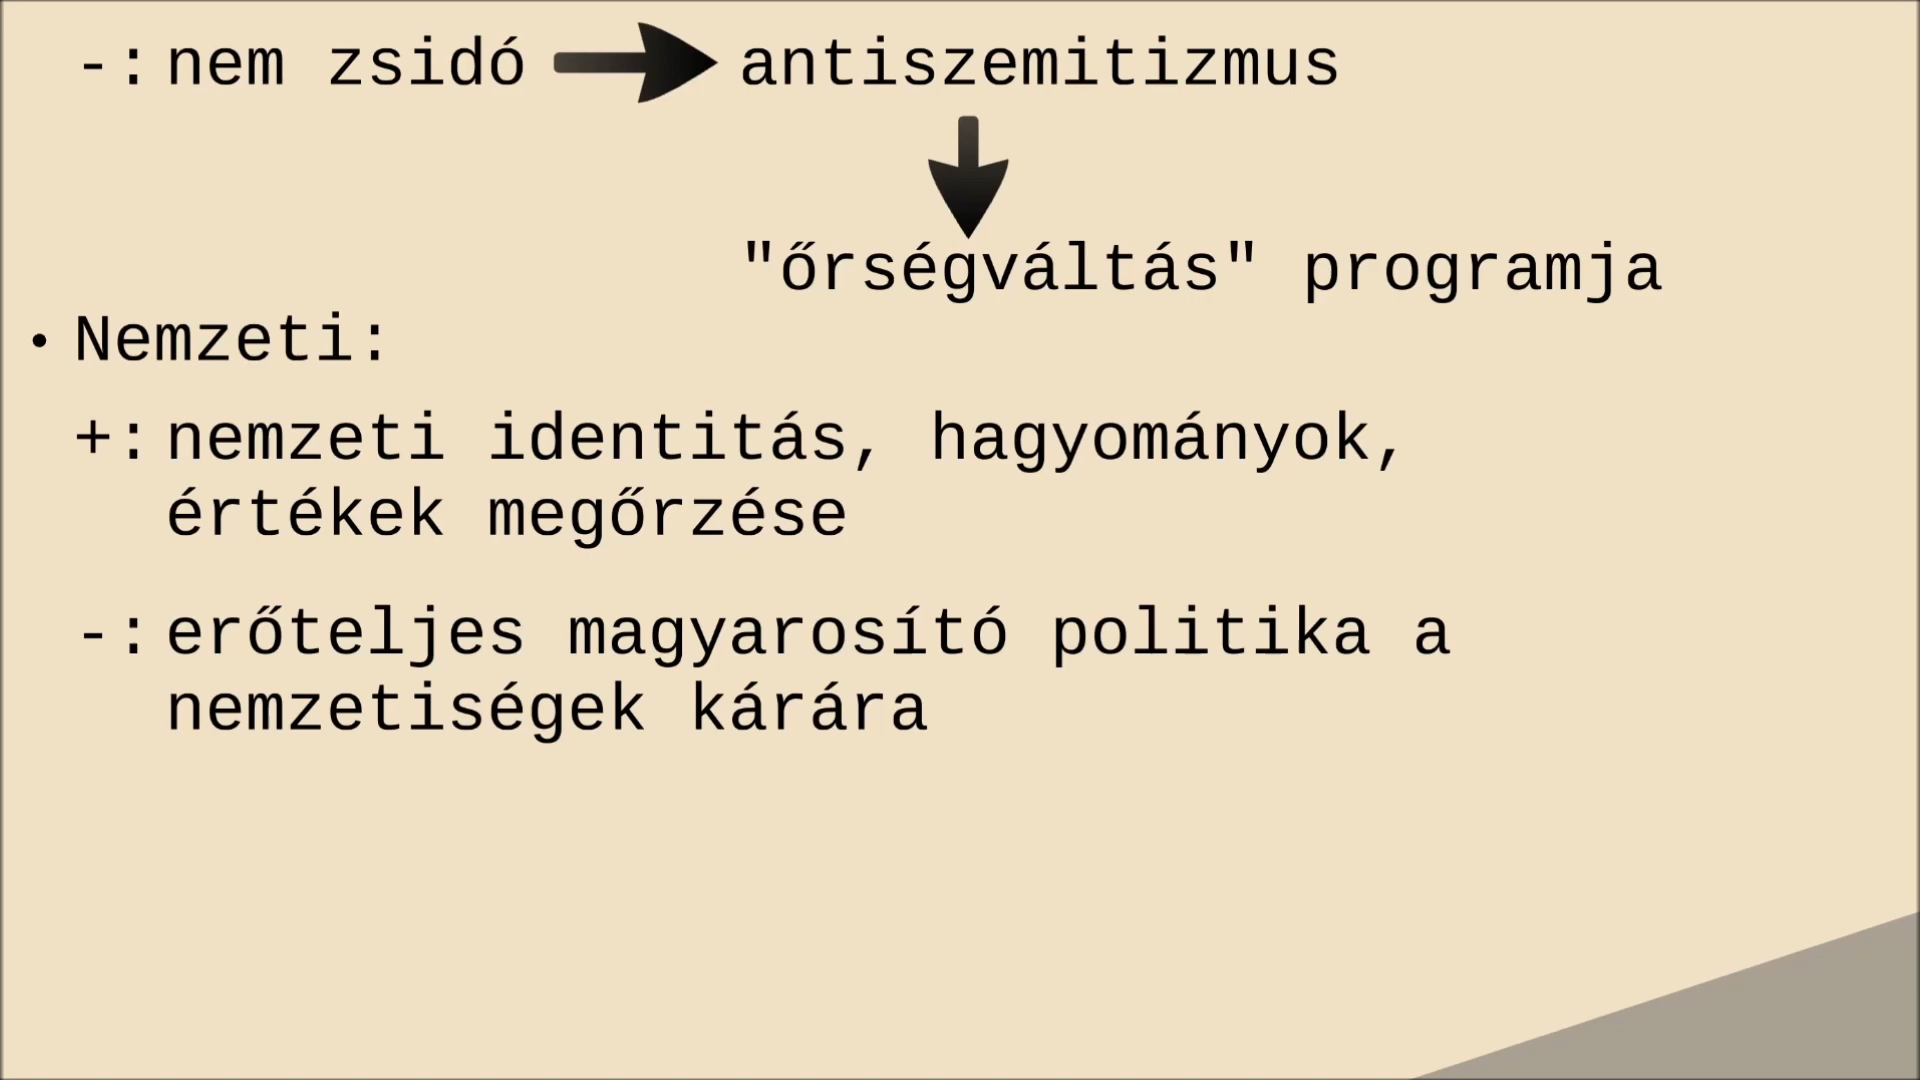 -: nem zsidó antiszemitizmus
"őrségváltás" programja
• Nemzeti:
+: nemzeti identitás, hagyományok,
értékek megőrzése
-: erőteljes magyarosító politika a
nemzetiségek kárára